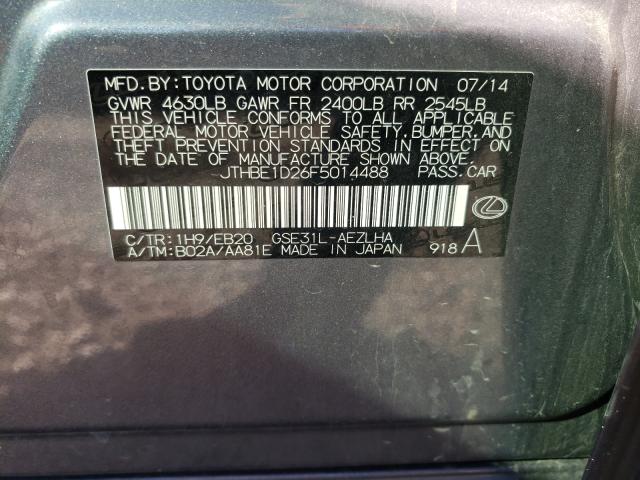 MFD.BY:TOYOTA MOTOR CORPORATION 07/14
GVWR 4630LB GAWR FR 2400LB RR 2545LB
THIS VEHICLE CONFORMS TO ALL APPLICABLE
FEDERAL MOTOR VEHICLE SAFETY,BUMPER,AND
THEFT PREVENTION STANDARDS IN EFFECT ON
THE DATE OF MANUFACTURE SHOWN ABOVE.
JTHBE1D26F5014488 PASS.CAR
C/TR:1H9/EB20 GSE31L-AEZLHA
A/TM:B02A/AA81E MADE IN JAPAN 918A